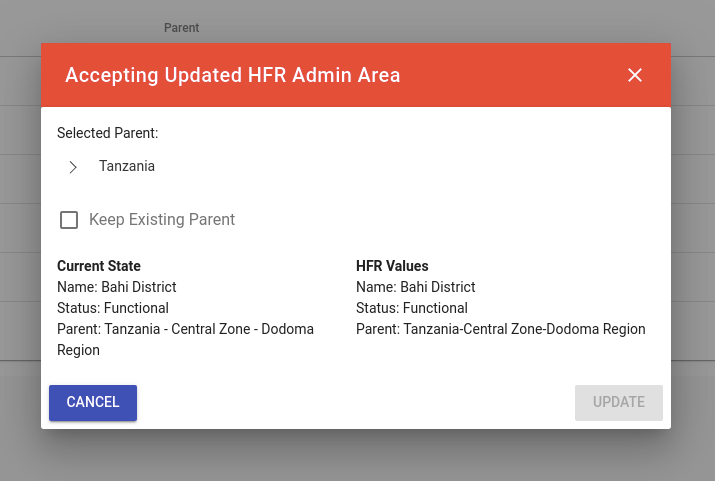 Parent
Accepting Updated HFR Admin Area
Selected Parent:
Tanzania
Keep Existing Parent
Current State
Name: Bahi District
Status: Functional
Parent: Tanzania - Central Zone - Dodoma
Region
HFR Values
Name: Bahi District
Status: Functional
Parent: Tanzania-Central Zone-Dodoma Region
CANCEL
UPDATE